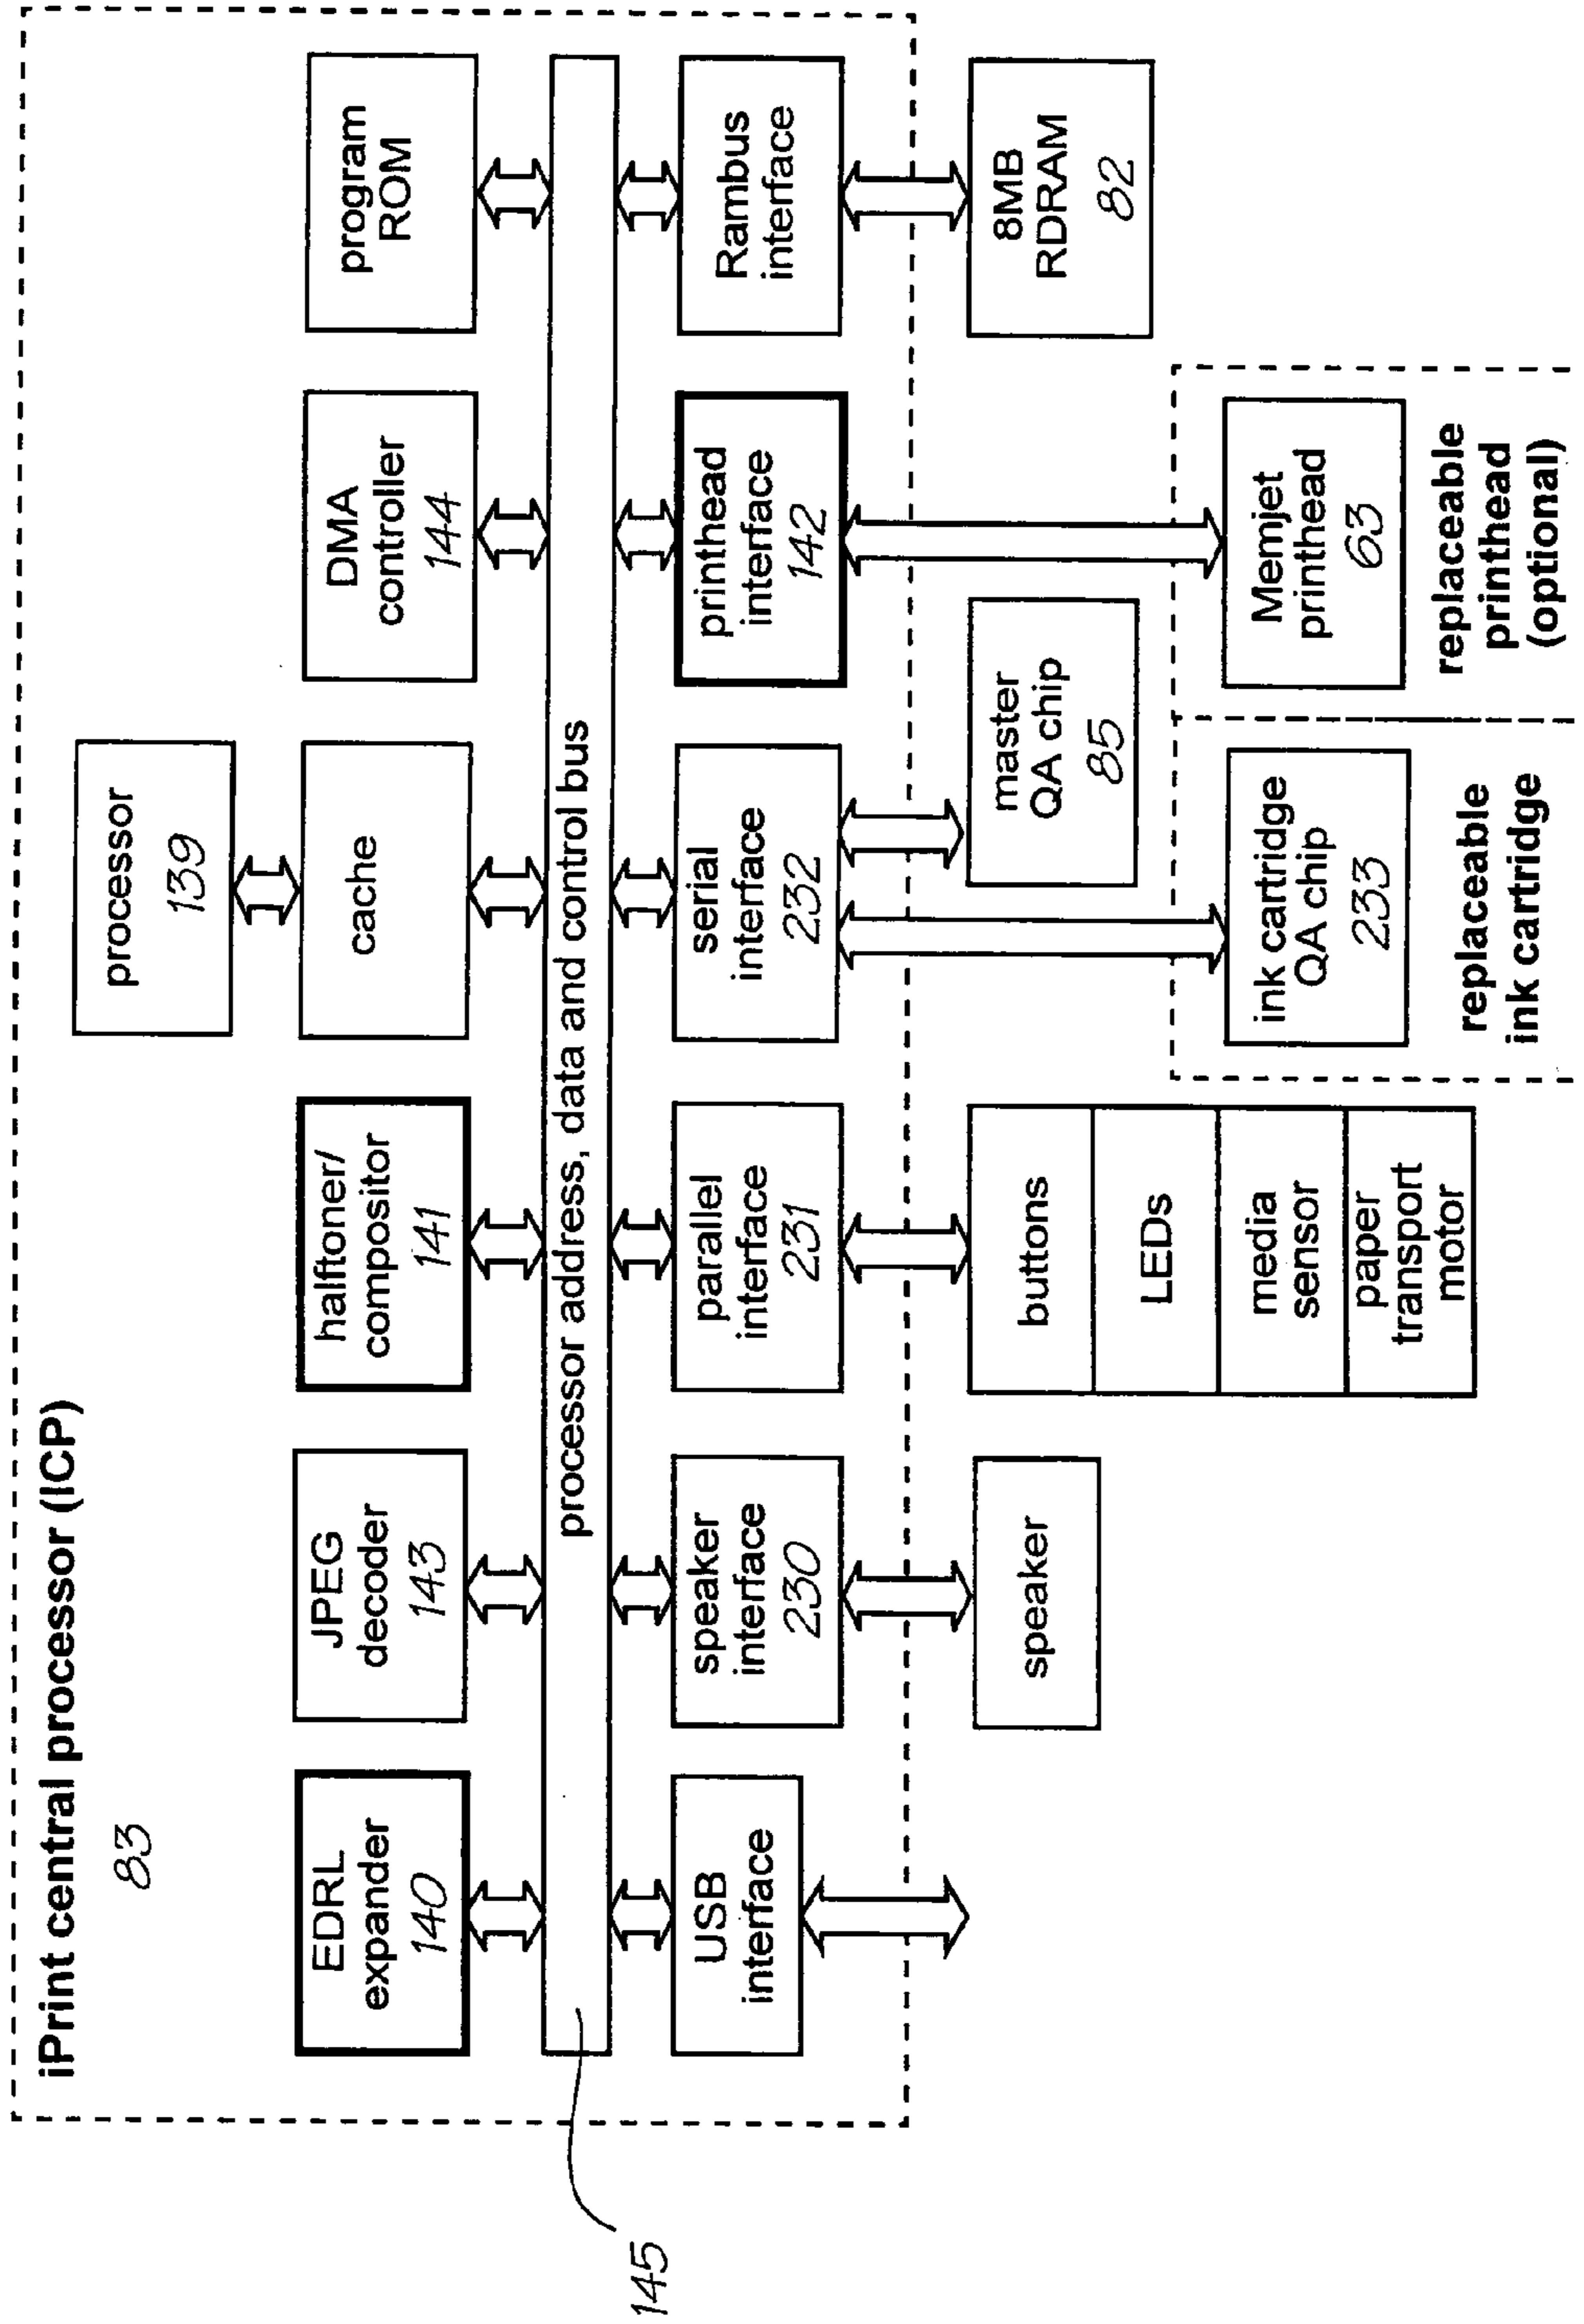 iPrint central processor (ICP)
83
processor
139
EDRL
expander
140
JPEG
decoder
143
halftoner/
compositor
141
cache
DMA
controller
144
program
ROM
processor address, data and control bus
145
USB
interface
speaker
interface
230
parallel
interface
231
serial
interface
232
printhead
interface
142
Rambus
interface
speaker
buttons
LEDs
media
sensor
paper
transport
motor
master
QA chip
85
8MB
RDRAM
82
ink cartridge
QA chip
233
Memjet
printhead
63
replaceable
ink cartridge
replaceable
printhead
(optional)